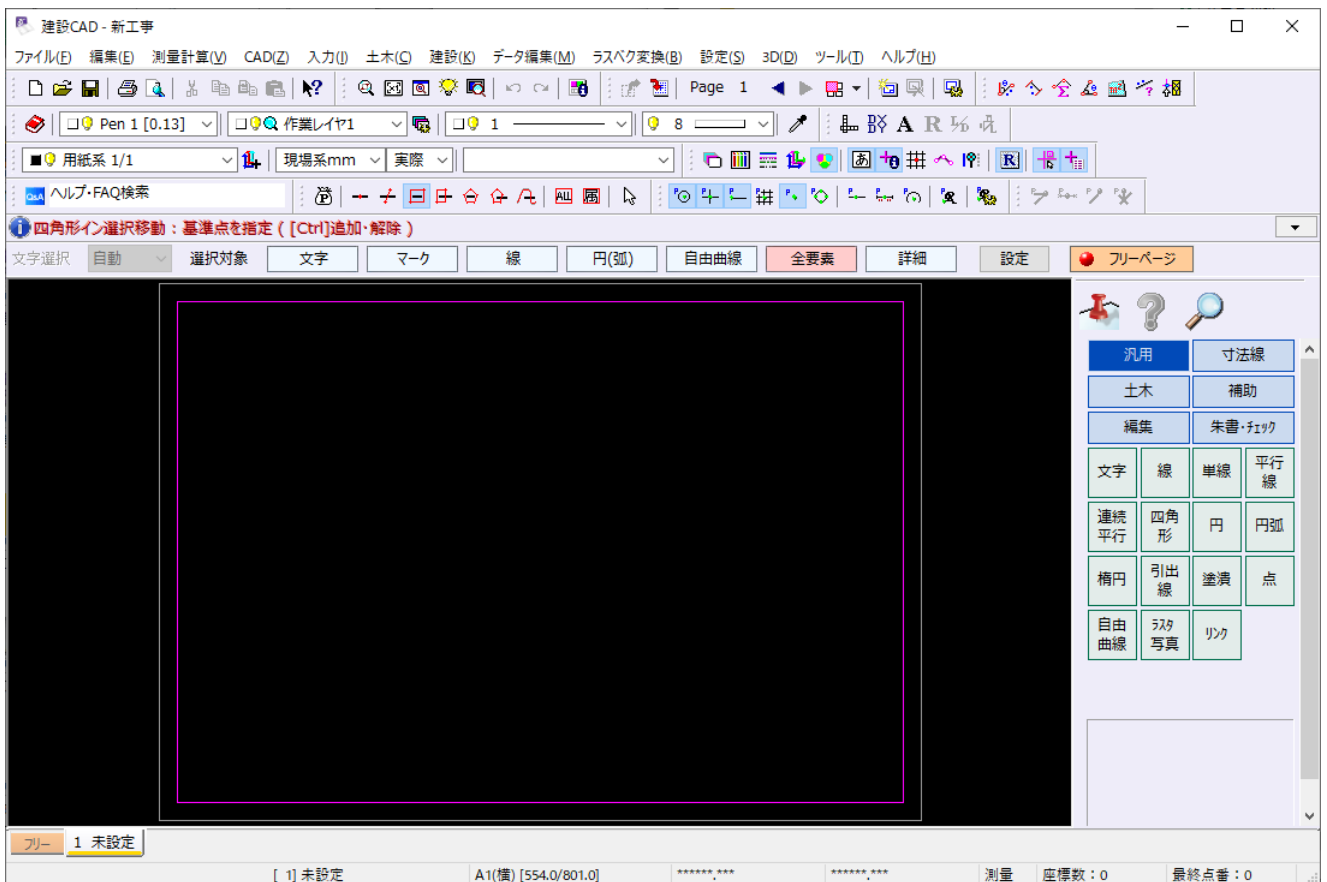 建設CAD - 新工事
ファイル(F) 編集(E) 測量計算(V) CAD(Z) 入力(I) 土木(C) 建設(K) データ編集(M) ラスベク変換(B) 設定(S) 3D(D) ツール(T) ヘルプ(H)
Page 1
Pen 1 [0.13] 作業レイヤ1 1 8 A R
用紙系 1/1 現場系mm 実際 あ R
Q&A ヘルプ・FAQ検索 ALL
四角形イン選択移動：基準点を指定 ( [Ctrl]追加・解除 )
文字選択 自動 選択対象 文字 マーク 線 円(弧) 自由曲線 全要素 詳細 設定 フリーページ
汎用 寸法線
土木 補助
編集 朱書・ﾁｪｯｸ
文字 線 単線 平行線
連続平行 四角形 円 円弧
楕円 引出線 塗潰 点
自由曲線 ﾗｽﾀ写真 ﾘﾝｸ
フリー 1 未設定
[ 1] 未設定 A1(横) [554.0/801.0] ******.*** ******.*** 測量 座標数：0 最終点番：0